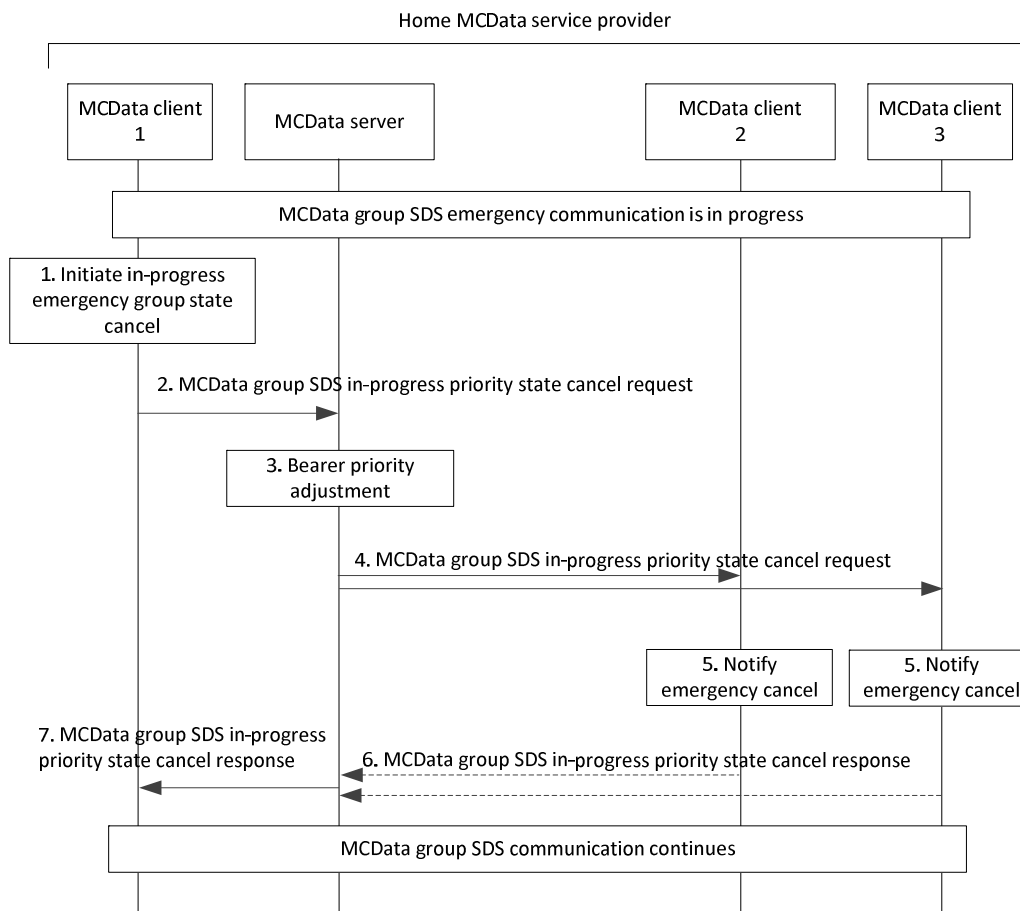 Home MCData service provider
MCData client
1
MCData server
MCData client
2
MCData client
3
MCData group SDS emergency communication is in progress
1. Initiate in-progress
emergency group state
cancel
2. MCData group SDS in-progress priority state cancel request
3. Bearer priority
adjustment
4. MCData group SDS in-progress priority state cancel request
5. Notify
emergency cancel
5. Notify
emergency cancel
7. MCData group SDS in-progress
priority state cancel response
6. MCData group SDS in-progress priority state cancel response
MCData group SDS communication continues